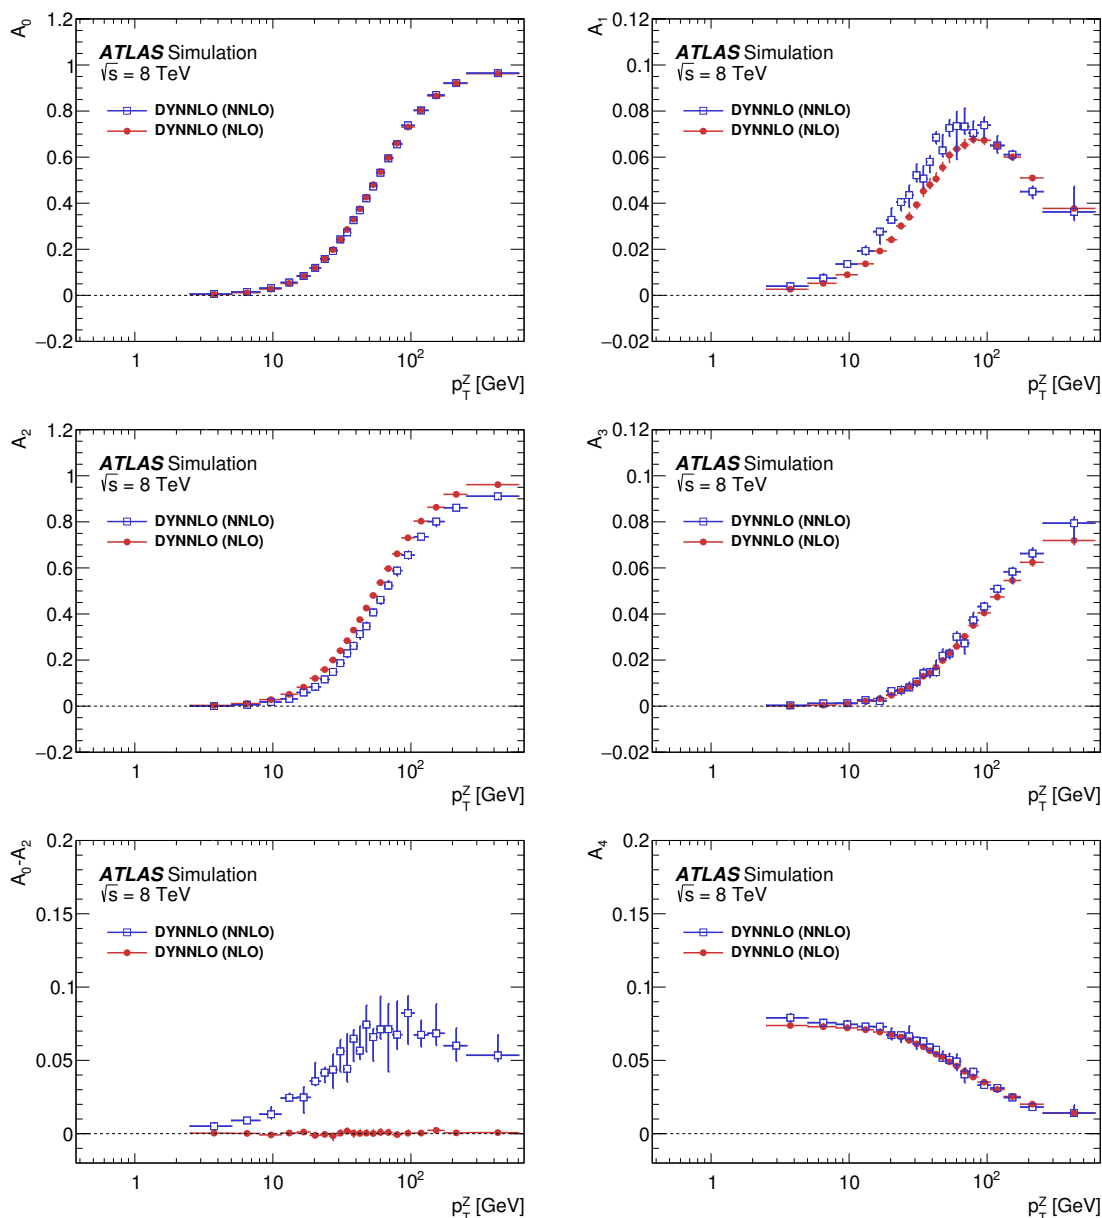 A0
1.2
1
0.8
0.6
0.4
0.2
0
−0.2
ATLAS Simulation
√s = 8 TeV
DYNNLO (NNLO)
DYNNLO (NLO)
1 10 10²
p_T^Z [GeV]
A1
0.12
0.1
0.08
0.06
0.04
0.02
0
−0.02
ATLAS Simulation
√s = 8 TeV
DYNNLO (NNLO)
DYNNLO (NLO)
1 10 10²
p_T^Z [GeV]
A2
1.2
1
0.8
0.6
0.4
0.2
0
−0.2
ATLAS Simulation
√s = 8 TeV
DYNNLO (NNLO)
DYNNLO (NLO)
1 10 10²
p_T^Z [GeV]
A3
0.12
0.1
0.08
0.06
0.04
0.02
0
−0.02
ATLAS Simulation
√s = 8 TeV
DYNNLO (NNLO)
DYNNLO (NLO)
1 10 10²
p_T^Z [GeV]
A0-A2
0.2
0.15
0.1
0.05
0
ATLAS Simulation
√s = 8 TeV
DYNNLO (NNLO)
DYNNLO (NLO)
1 10 10²
p_T^Z [GeV]
A4
0.2
0.15
0.1
0.05
0
ATLAS Simulation
√s = 8 TeV
DYNNLO (NNLO)
DYNNLO (NLO)
1 10 10²
p_T^Z [GeV]